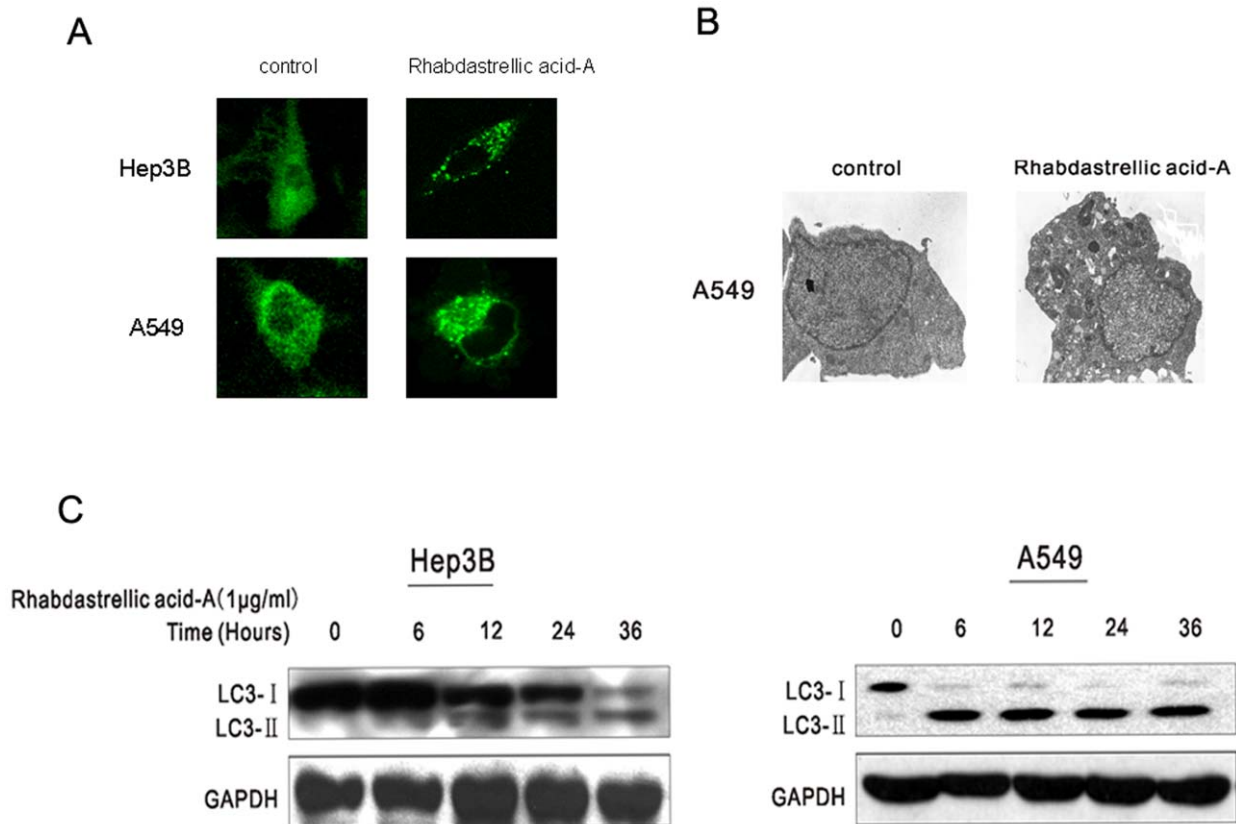 A
control Rhabdastrellic acid-A
Hep3B
A549
B
control Rhabdastrellic acid-A
A549
C
Hep3B
Rhabdastrellic acid-A(1μg/ml)
Time (Hours) 0 6 12 24 36
LC3-Ⅰ
LC3-Ⅱ
GAPDH
A549
0 6 12 24 36
LC3-Ⅰ
LC3-Ⅱ
GAPDH